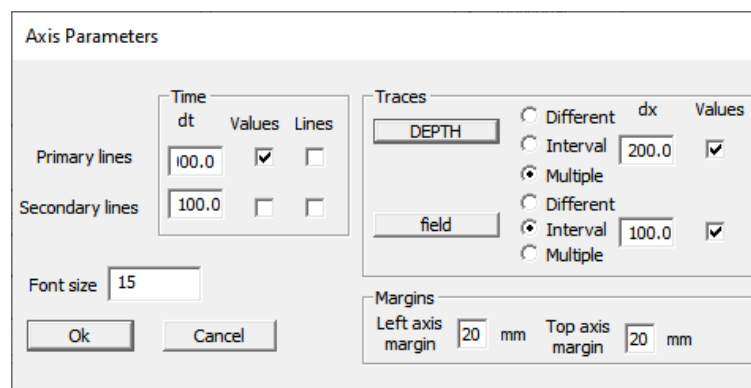 Axis Parameters
Time
dt Values Lines
Primary lines
Secondary lines 100.0
Font size 15
Ok Cancel
Traces
dx Values
DEPTH
Different
Interval 200.0
Multiple
field
Different
Interval 100.0
Multiple
Margins
Left axis margin 20 mm
Top axis margin 20 mm